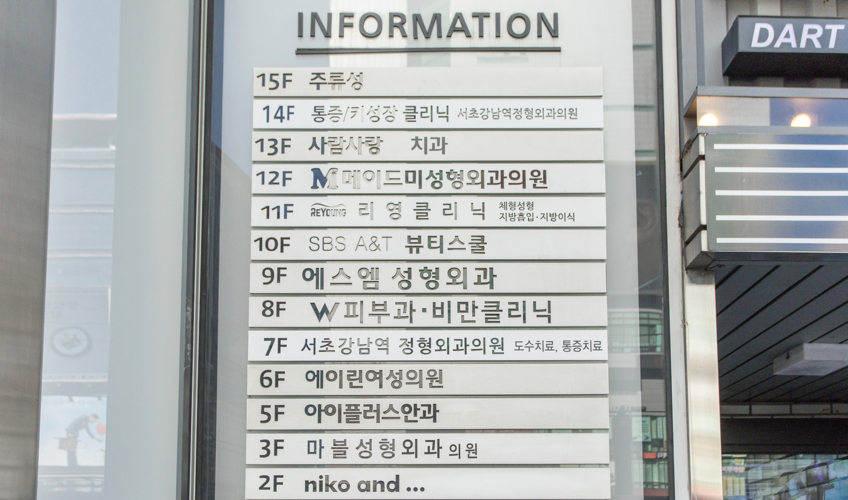 INFORMATION
DART
15F 주류성
14F 통증/키성장 클리닉 서초강남역정형외과의원
13F 사람사랑 치과
12F M메이드미성형외과의원
11F REYOUNG 리영클리닉 체형성형
지방흡입·지방이식
10F SBS A&T 뷰티스쿨
9F 에스엠 성형외과
8F W피부과·비만클리닉
7F 서초강남역 정형외과의원 도수치료, 통증치료
6F 에이린여성의원
5F 아이플러스안과
3F 마블성형외과의원
2F niko and ...